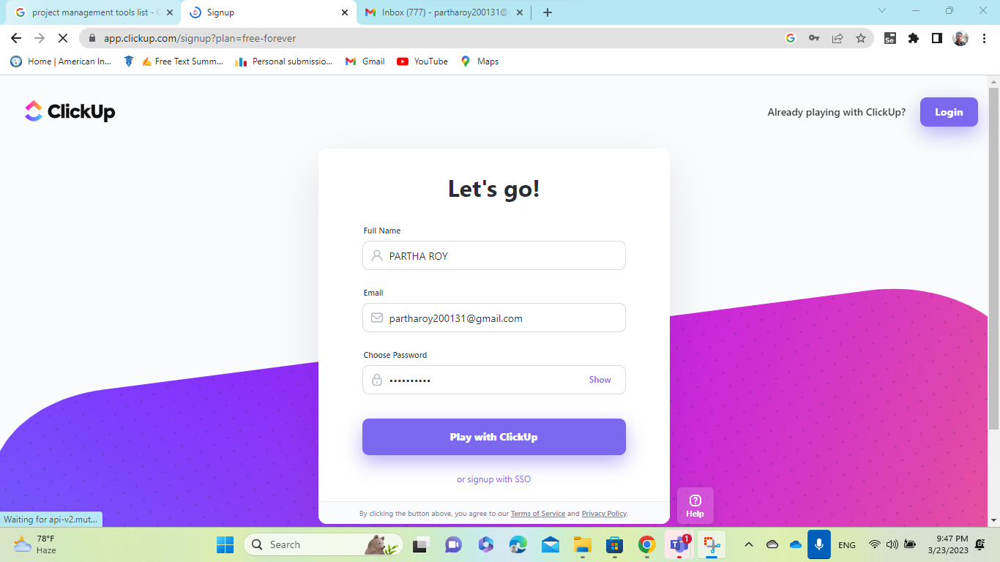 project management tools list - G
Signup
Inbox (777) - partharoy200131@
app.clickup.com/signup?plan=free-forever
Se
Home | American In...
Free Text Summ...
Personal submissio...
Gmail
YouTube
Maps
ClickUp
Already playing with ClickUp?
Login
Let's go!
Full Name
PARTHA ROY
Email
partharoy200131@gmail.com
Choose Password
••••••••••
Show
Play with ClickUp
or signup with SSO
By clicking the button above, you agree to our Terms of Service and Privacy Policy.
Help
Waiting for api-v2.mut...
78°F
Haze
Search
1
ENG
9:47 PM
3/23/2023